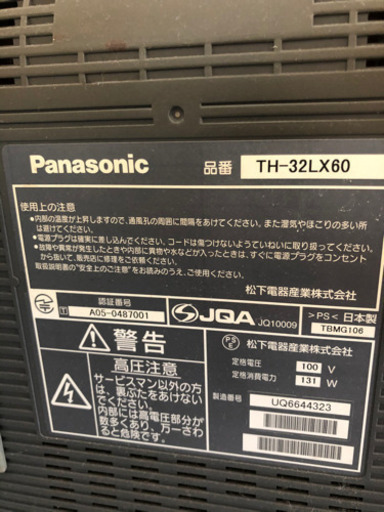 Panasonic 品番 TH-32LX60
使用上の注意
●内部の温度が上昇しますので、通風孔の周囲に間隔をあけてください。また湿気やほこりの多い所
は避けてください。
●電源プラグは確実に差し込んでください。コードは傷つけないようていねいに取り扱ってください。
●故障や異常が発生したときや内部に異物や水などが入ったときは、すぐに電源プラグをコンセント
から抜いて、販売店に修理をご依頼ください。
取扱説明書の"安全上のご注意"をお読みのうえ、ご使用ください。
松下電器産業株式会社
認証番号
A05-0487001
JQA JQ10009
>PS< 日本製
TBMG106
警告
高圧注意
サービスマン以外の方
は、裏ぶたをあけない
でください。
内部には高電圧部分が
数多くあり、万一さわ
ると危険です。
PSE
松下電器産業株式会社
定格電圧 100 V
定格消費電力 131 W
製造番号
UQ6644323